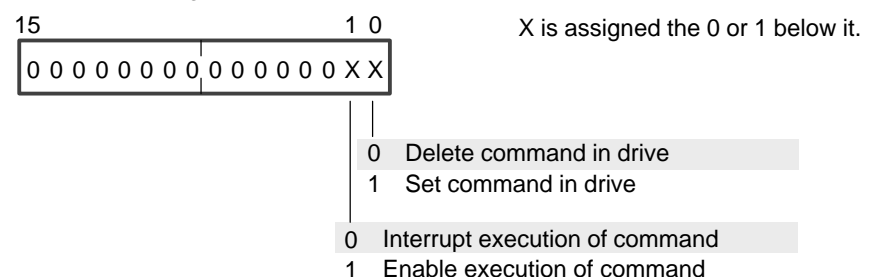 15 1 0 X is assigned the 0 or 1 below it.
0 0 0 0 0 0 0 0 0 0 0 0 0 0 X X
0 Delete command in drive
1 Set command in drive
0 Interrupt execution of command
1 Enable execution of command